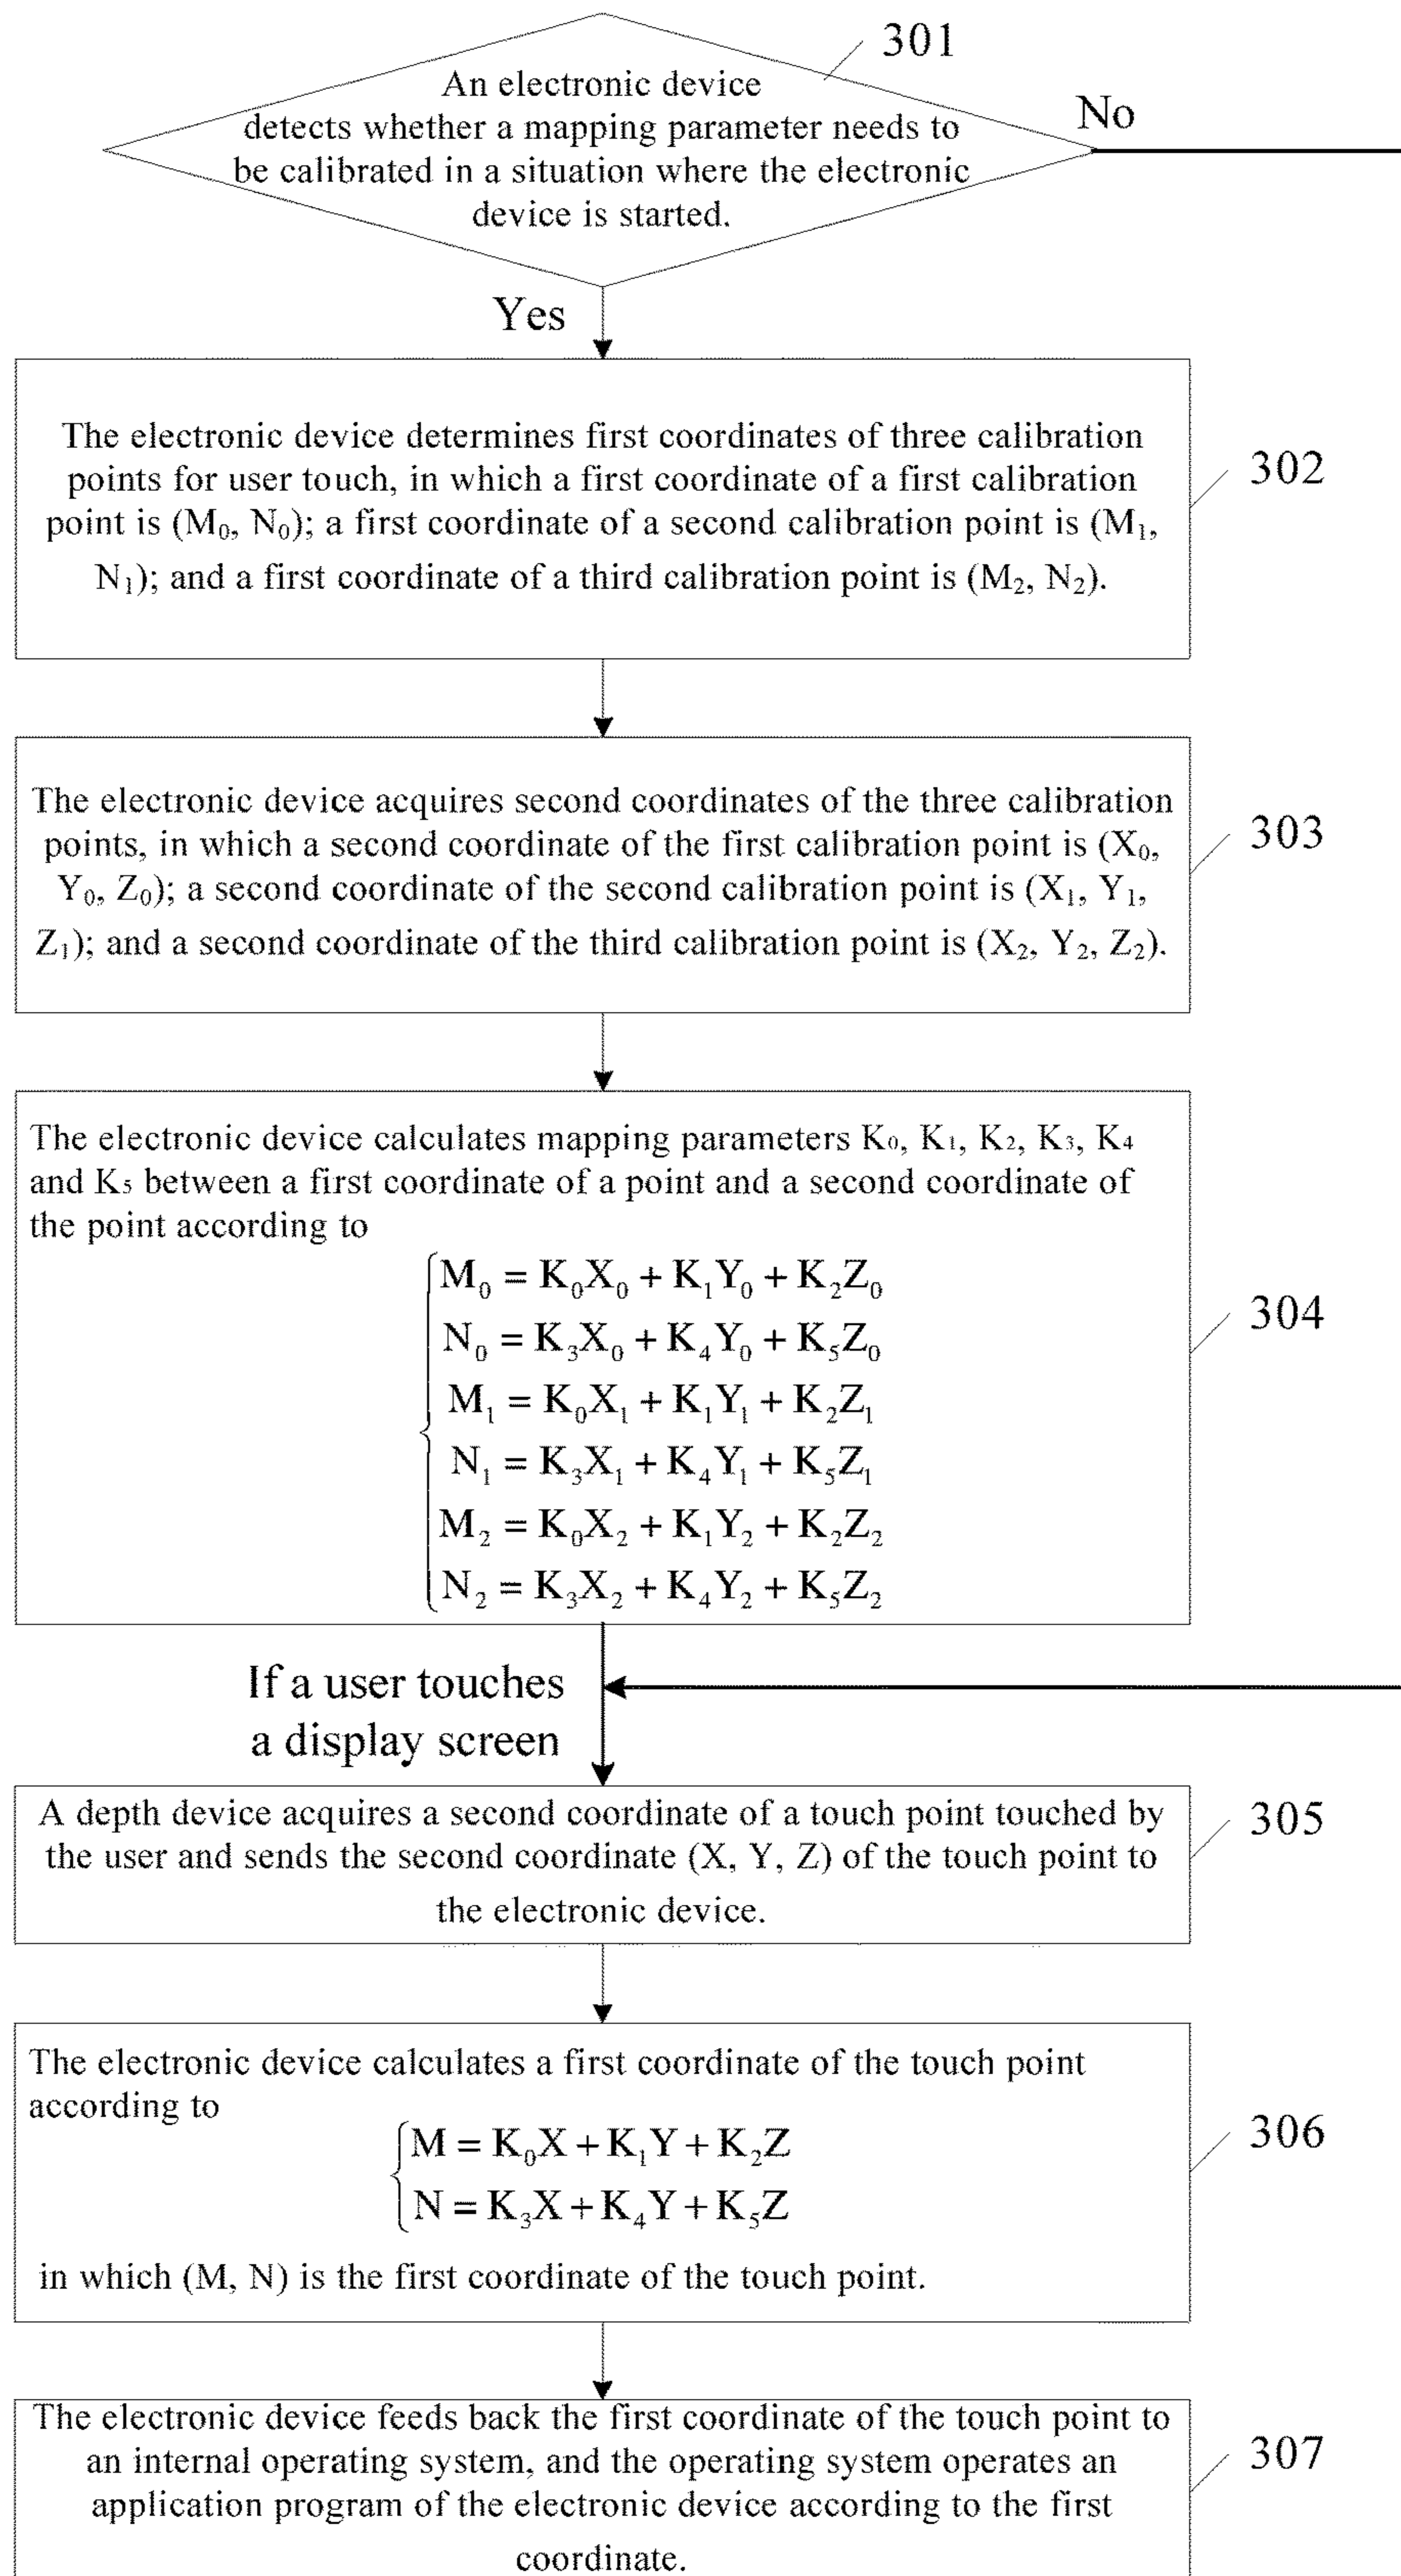 301
An electronic device
detects whether a mapping parameter needs to
be calibrated in a situation where the electronic
device is started.
No
Yes
The electronic device determines first coordinates of three calibration
points for user touch, in which a first coordinate of a first calibration
point is (M₀, N₀); a first coordinate of a second calibration point is (M₁,
N₁); and a first coordinate of a third calibration point is (M₂, N₂).
302
The electronic device acquires second coordinates of the three calibration
points, in which a second coordinate of the first calibration point is (X₀,
Y₀, Z₀); a second coordinate of the second calibration point is (X₁, Y₁,
Z₁); and a second coordinate of the third calibration point is (X₂, Y₂, Z₂).
303
The electronic device calculates mapping parameters K₀, K₁, K₂, K₃, K₄
and K₅ between a first coordinate of a point and a second coordinate of
the point according to
M₀ = K₀X₀ + K₁Y₀ + K₂Z₀
N₀ = K₃X₀ + K₄Y₀ + K₅Z₀
M₁ = K₀X₁ + K₁Y₁ + K₂Z₁
N₁ = K₃X₁ + K₄Y₁ + K₅Z₁
M₂ = K₀X₂ + K₁Y₂ + K₂Z₂
N₂ = K₃X₂ + K₄Y₂ + K₅Z₂
304
If a user touches
a display screen
A depth device acquires a second coordinate of a touch point touched by
the user and sends the second coordinate (X, Y, Z) of the touch point to
the electronic device.
305
The electronic device calculates a first coordinate of the touch point
according to
M = K₀X + K₁Y + K₂Z
N = K₃X + K₄Y + K₅Z
in which (M, N) is the first coordinate of the touch point.
306
The electronic device feeds back the first coordinate of the touch point to
an internal operating system, and the operating system operates an
application program of the electronic device according to the first
coordinate.
307